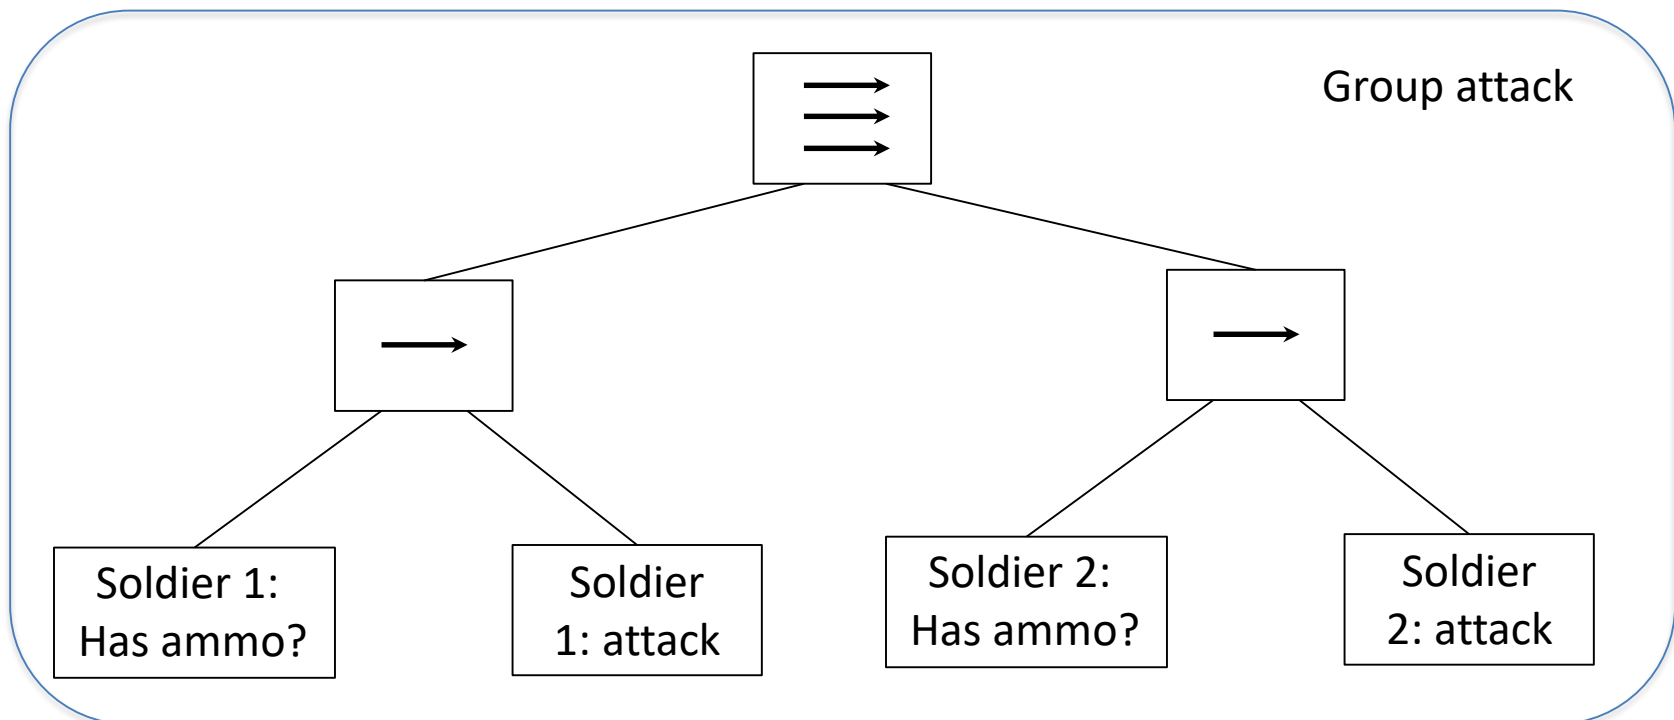 Group attack
Soldier 1:
Has ammo?
Soldier
1: attack
Soldier 2:
Has ammo?
Soldier
2: attack